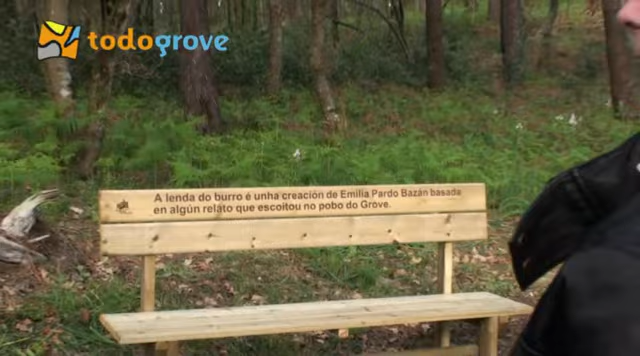 todogrove
A lenda do burro é unha creación de Emilia Pardo Bazán basada
en algún relato que escoitou no pobo do Grove.